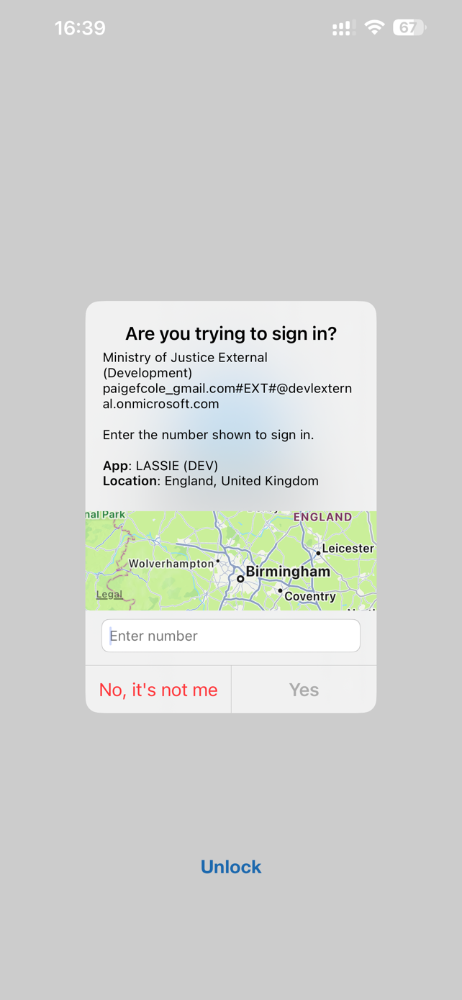 16:39
67
Are you trying to sign in?
Ministry of Justice External
(Development)
paigefcole_gmail.com#EXT#@devlextern
al.onmicrosoft.com
Enter the number shown to sign in.
App: LASSIE (DEV)
Location: England, United Kingdom
nal Park
ENGLAND
Leicester
Wolverhampton
Birmingham
Legal
Coventry
Enter number
No, it's not me
Yes
Unlock